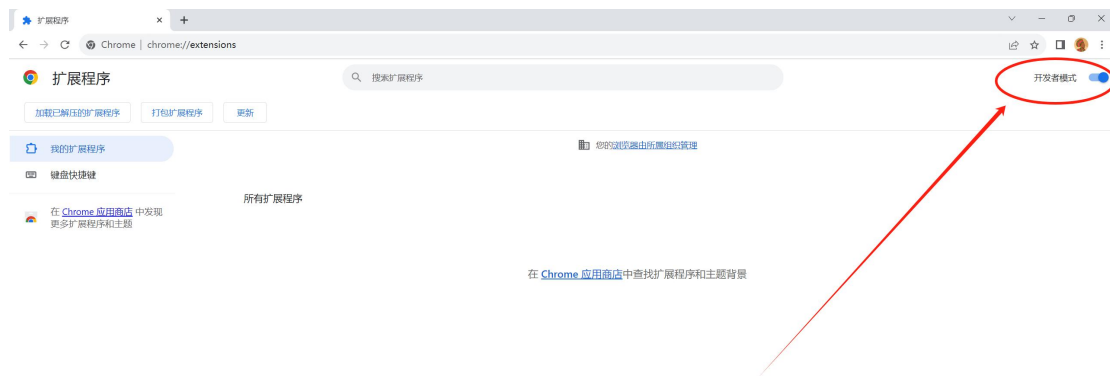 扩展程序
Chrome | chrome://extensions
扩展程序
搜索扩展程序
开发者模式
加载已解压的扩展程序 打包扩展程序 更新
我的扩展程序
键盘快捷键
在 Chrome 应用商店 中发现
更多扩展程序和主题
您的浏览器由所属组织管理
所有扩展程序
在 Chrome 应用商店中查找扩展程序和主题背景